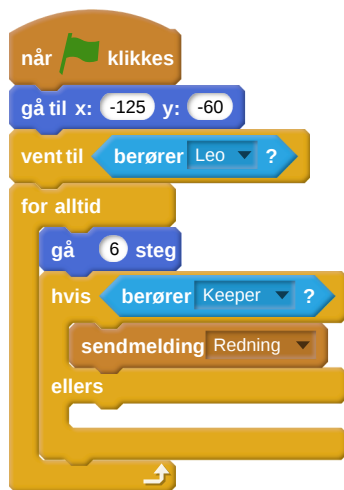 når klikkes
gå til x: -125 y: -60
vent til berører Leo ?
for alltid
gå 6 steg
hvis berører Keeper ?
sendmelding Redning
ellers